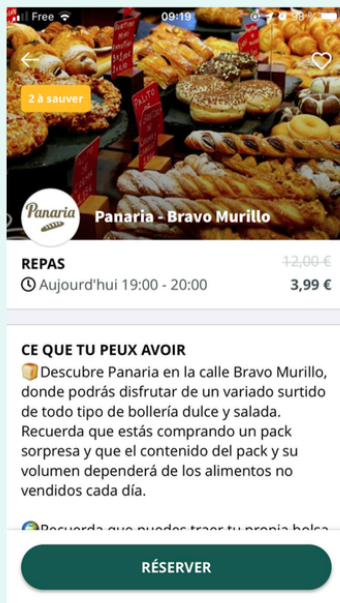 Free 09:19 98 %
2 à sauver
Panaria
Panaria - Bravo Murillo
REPAS 12,00 €
Aujourd'hui 19:00 - 20:00 3,99 €
CE QUE TU PEUX AVOIR
Descubre Panaria en la calle Bravo Murillo,
donde podrás disfrutar de un variado surtido
de todo tipo de bollería dulce y salada.
Recuerda que estás comprando un pack
sorpresa y que el contenido del pack y su
volumen dependerá de los alimentos no
vendidos cada día.
Recuerda que puedes traer tu propia bolsa
RÉSERVER